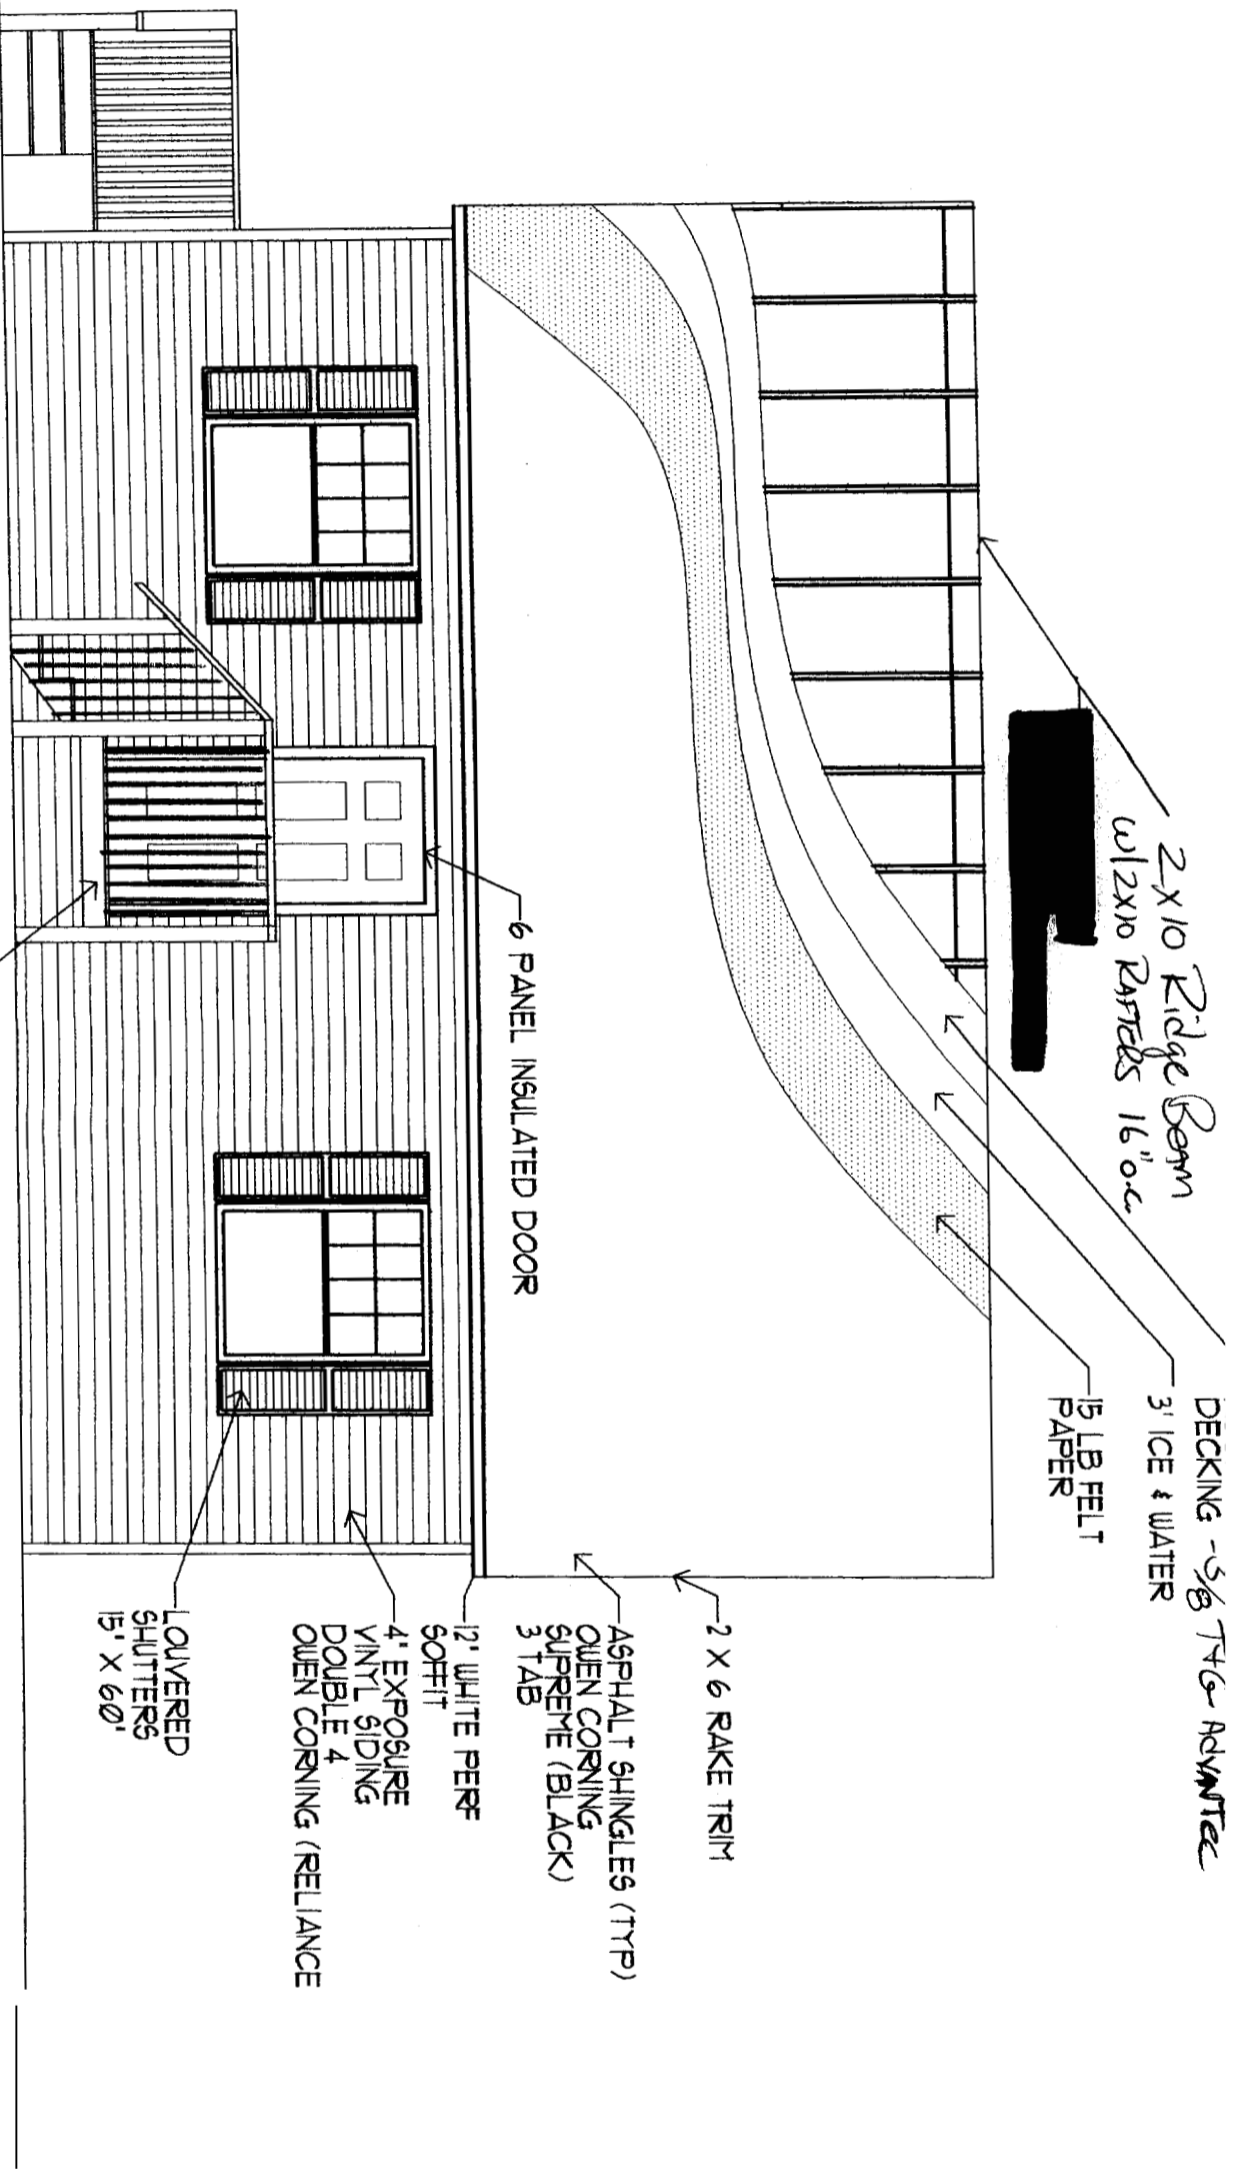 2x10 Ridge Beam
w/2x10 RAFTERS 16" o.c.
DECKING - 5/8 T+G AdvanTec
3' ICE & WATER
15 LB FELT
PAPER
6 PANEL INSULATED DOOR
2 X 6 RAKE TRIM
ASPHALT SHINGLES (TYP)
OWEN CORNING
SUPREME (BLACK)
3 TAB
12' WHITE PERF
SOFFIT
4' EXPOSURE
VINYL SIDING
DOUBLE 4
OWEN CORNING (RELIANCE
LOUVERED
SHUTTERS
15' X 60'